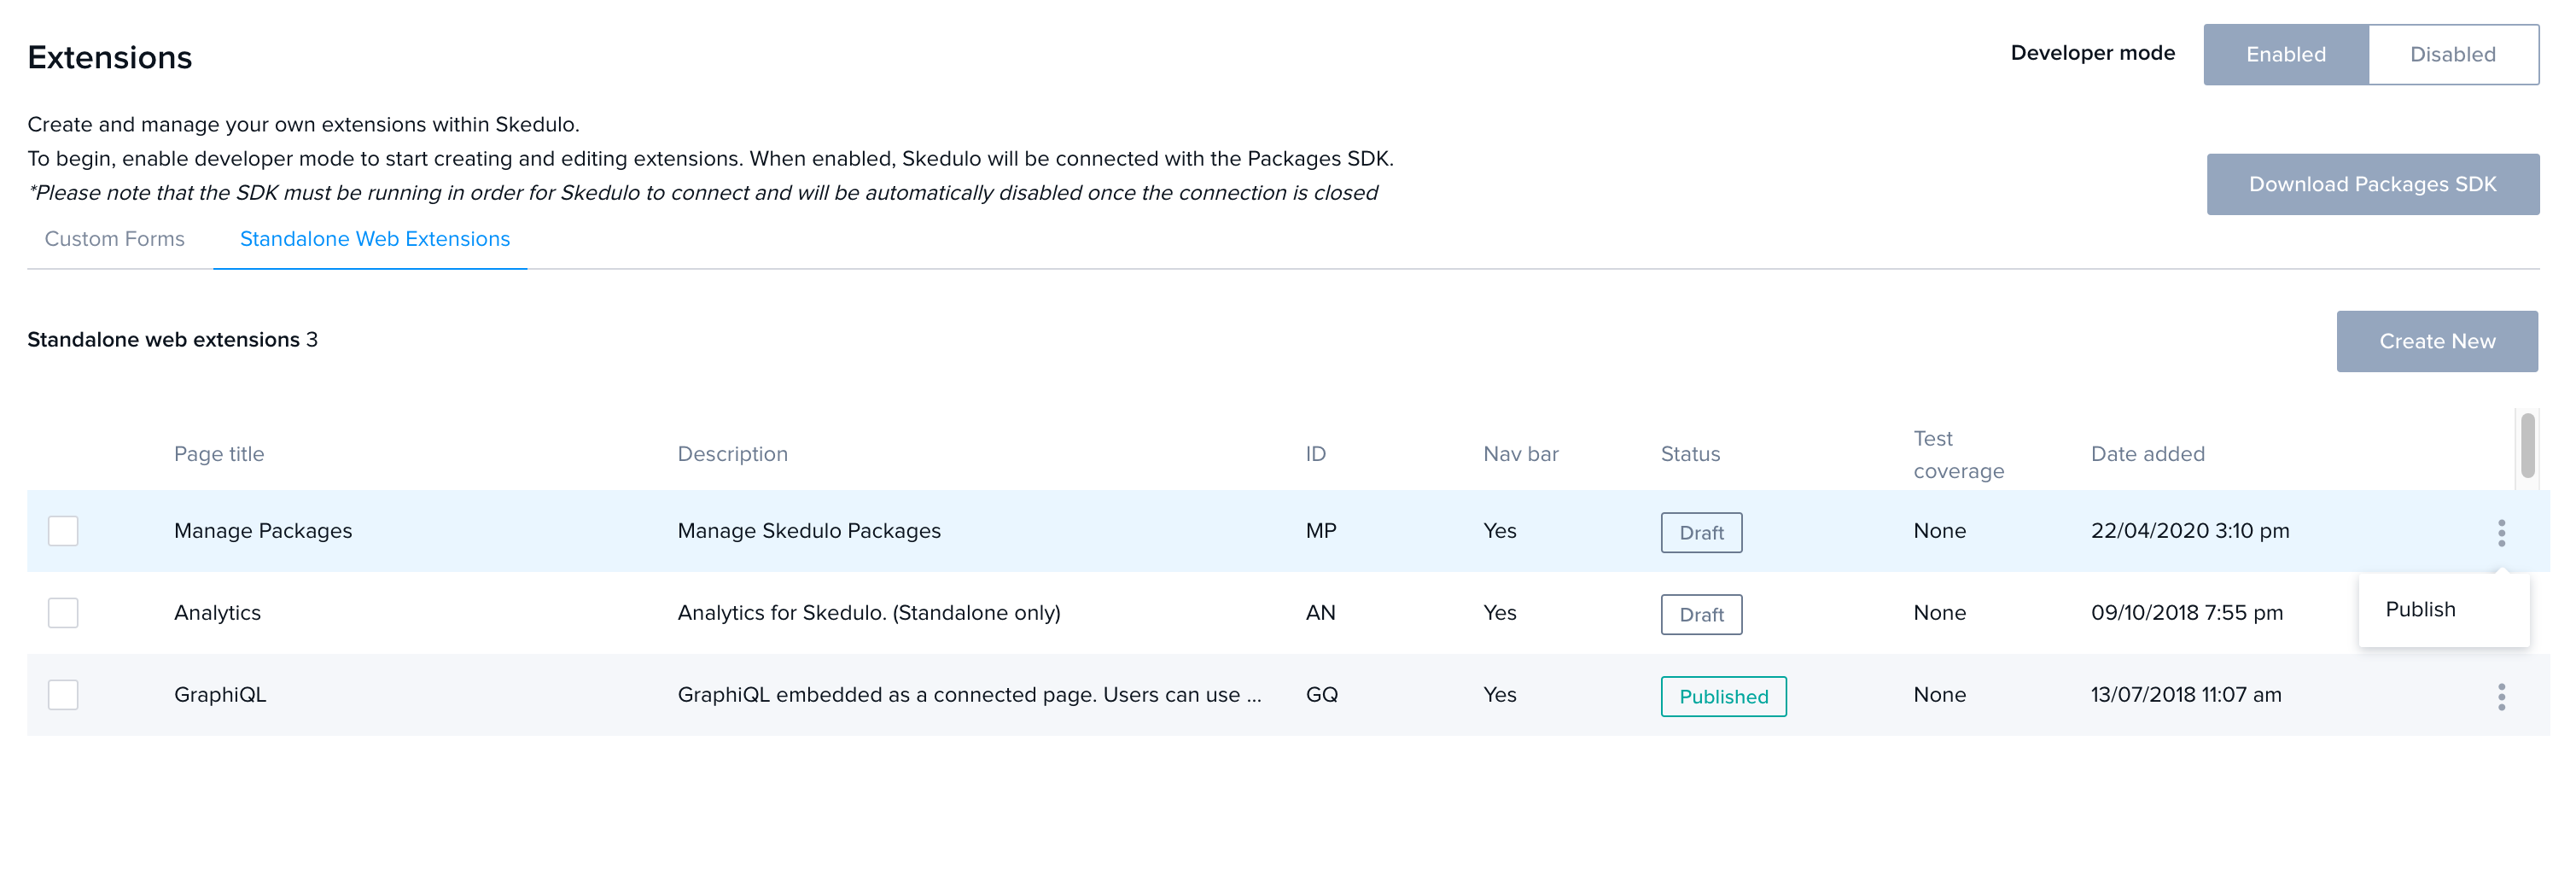 Extensions
Developer mode
Enabled
Disabled
Create and manage your own extensions within Skedulo.
To begin, enable developer mode to start creating and editing extensions. When enabled, Skedulo will be connected with the Packages SDK.
*Please note that the SDK must be running in order for Skedulo to connect and will be automatically disabled once the connection is closed
Download Packages SDK
Custom Forms
Standalone Web Extensions
Standalone web extensions 3
Create New
Page title
Description
ID
Nav bar
Status
Test
coverage
Date added
Manage Packages
Manage Skedulo Packages
MP
Yes
Draft
None
22/04/2020 3:10 pm
Publish
Analytics
Analytics for Skedulo. (Standalone only)
AN
Yes
Draft
None
09/10/2018 7:55 pm
GraphiQL
GraphiQL embedded as a connected page. Users can use ...
GQ
Yes
Published
None
13/07/2018 11:07 am